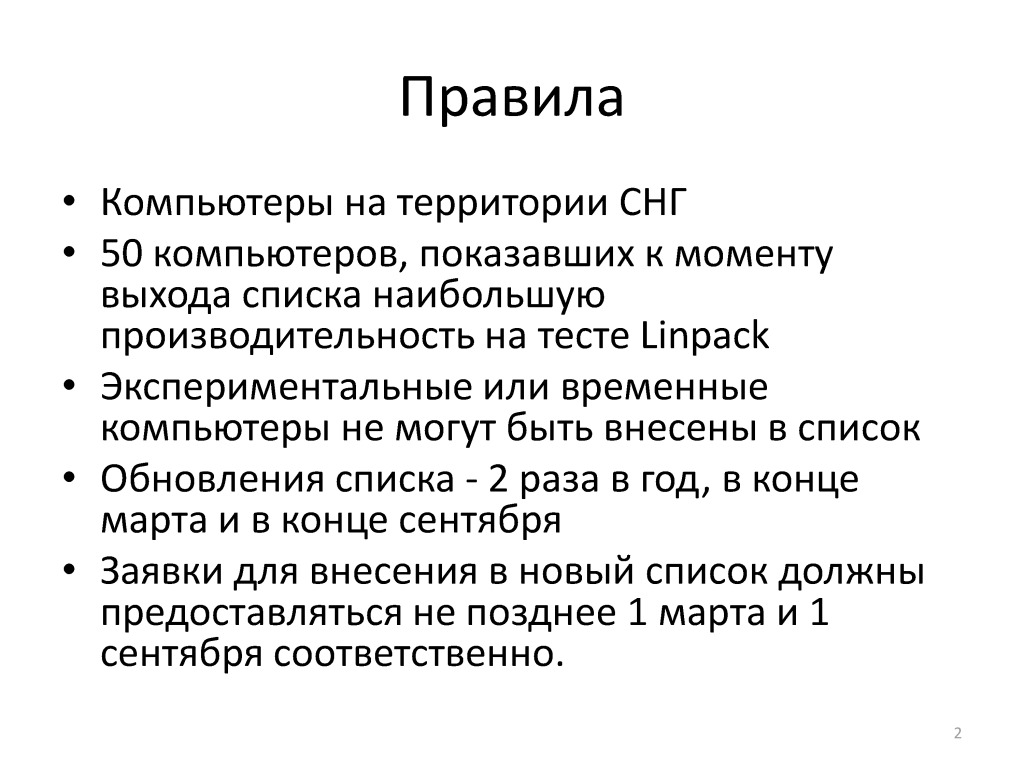 Правила
• Компьютеры на территории СНГ
• 50 компьютеров, показавших к моменту
выхода списка наибольшую
производительность на тесте Linpack
• Экспериментальные или временные
компьютеры не могут быть внесены в список
• Обновления списка - 2 раза в год, в конце
марта и в конце сентября
• Заявки для внесения в новый список должны
предоставляться не позднее 1 марта и 1
сентября соответственно.
2